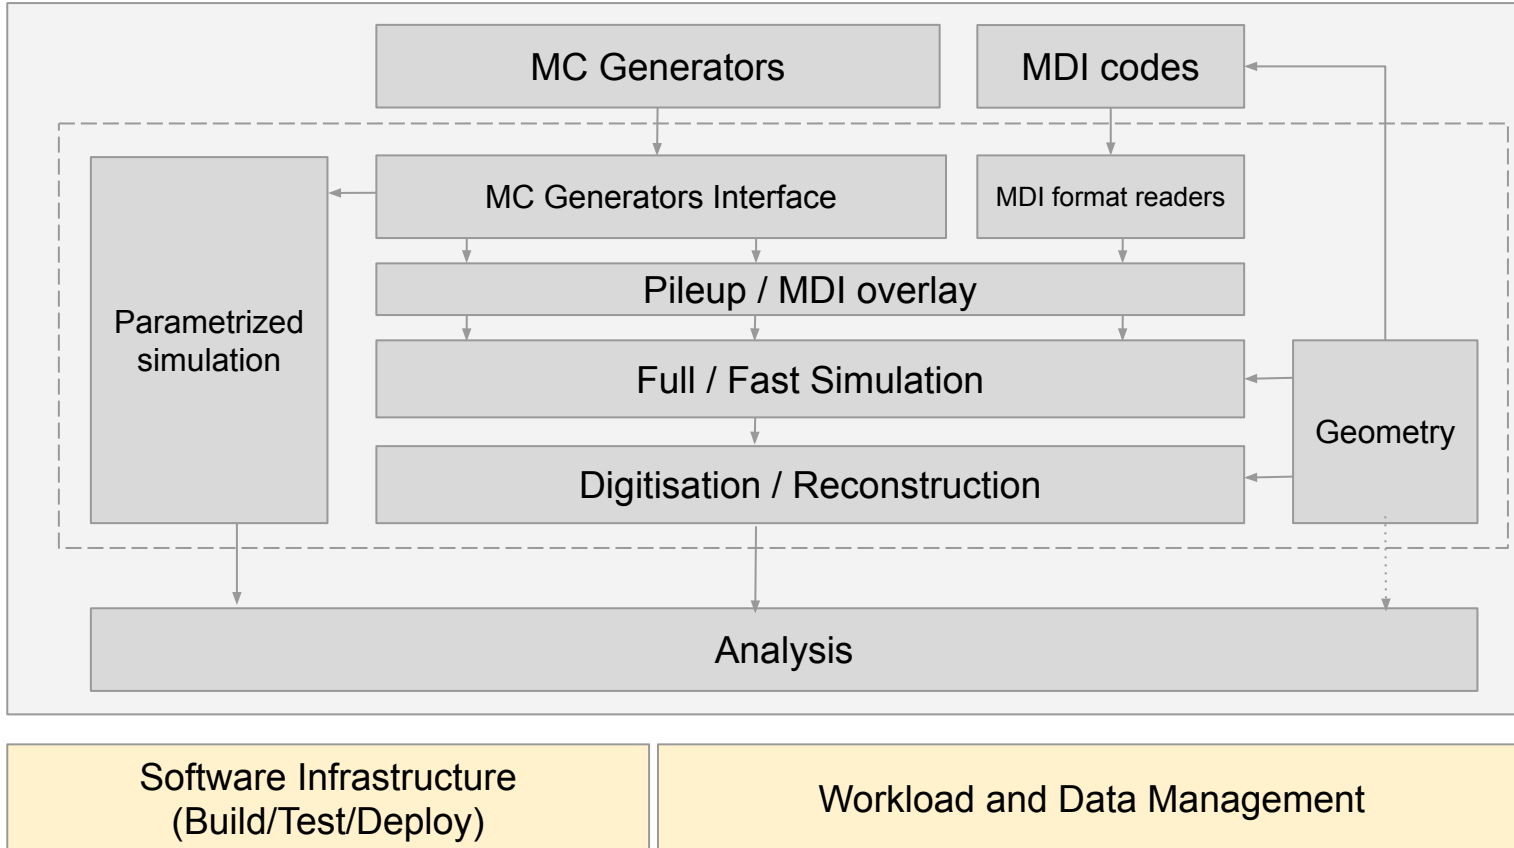 MC Generators
MDI codes
MC Generators Interface
MDI format readers
Pileup / MDI overlay
Parametrized
simulation
Full / Fast Simulation
Geometry
Digitisation / Reconstruction
Analysis
Software Infrastructure
(Build/Test/Deploy)
Workload and Data Management